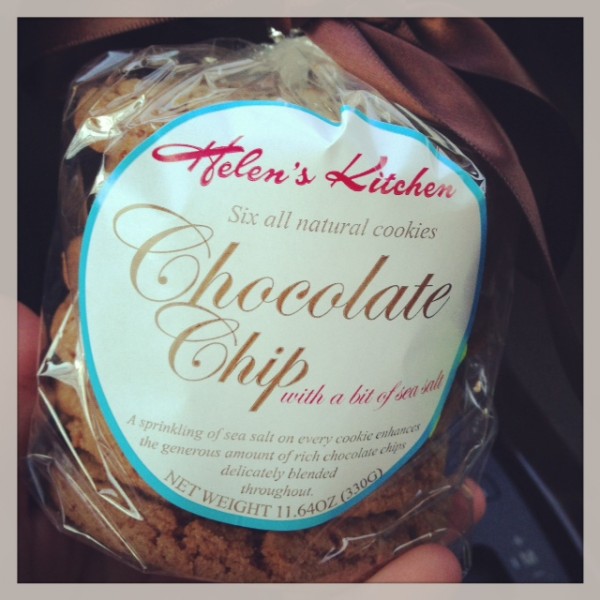 Helen's Kitchen
Six all natural cookies
Chocolate
Chip
with a bit of sea salt
A sprinkling of sea salt on every cookie enhances
the generous amount of rich chocolate chips
delicately blended
throughout.
NET WEIGHT 11.64OZ (330G)